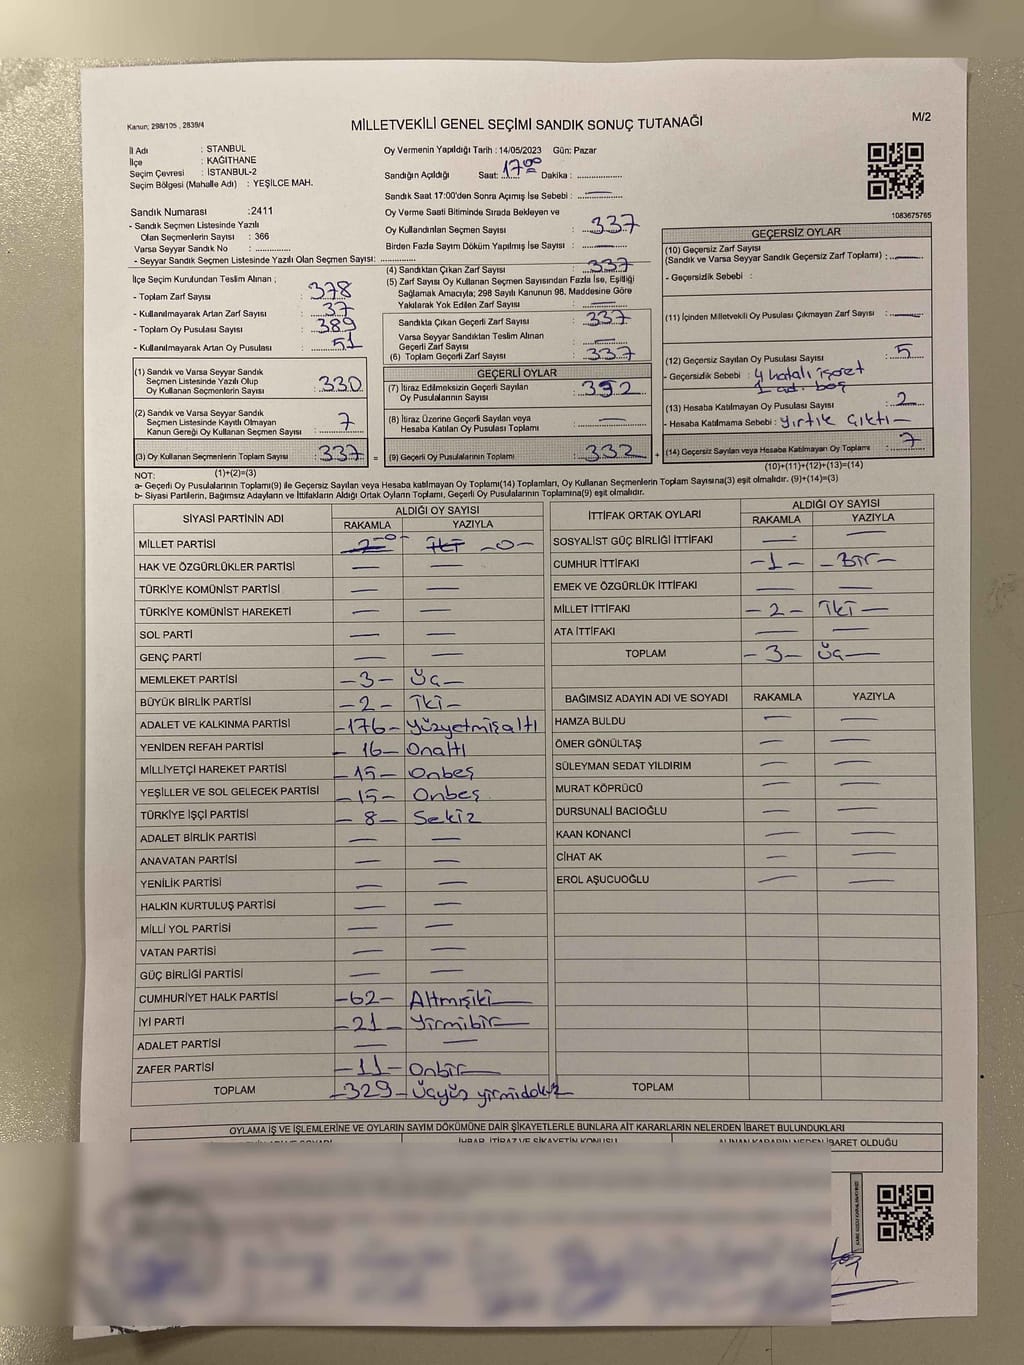 Kanun; 298/105 , 2839/4
MİLLETVEKİLİ GENEL SEÇİMİ SANDIK SONUÇ TUTANAĞI
M/2
İl Adı : STANBUL
İlçe : KAĞITHANE
Seçim Çevresi : İSTANBUL-2
Seçim Bölgesi (Mahalle Adı) : YEŞİLCE MAH.
Oy Vermenin Yapıldığı Tarih : 14/05/2023 Gün: Pazar
Sandığın Açıldığı Saat: 17 00 Dakika : ..............
Sandık Saat 17:00'den Sonra Açımış İse Sebebi : —
1083675765
Sandık Numarası :2411
- Sandık Seçmen Listesinde Yazılı
Olan Seçmenlerin Sayısı : 366
Varsa Seyyar Sandık No : ..............
- Seyyar Sandık Seçmen Listesinde Yazılı Olan Seçmen Sayısı: ..............
Oy Verme Saati Bitiminde Sırada Bekleyen ve
Oy Kullandırılan Seçmen Sayısı : 337
Birden Fazla Sayım Döküm Yapılmış İse Sayısı : —
İlçe Seçim Kurulundan Teslim Alınan ;
- Toplam Zarf Sayısı : 378
- Kullanılmayarak Artan Zarf Sayısı : 37
- Toplam Oy Pusulası Sayısı : 389
- Kullanılmayarak Artan Oy Pusulası : 51
(1) Sandık ve Varsa Seyyar Sandık
Seçmen Listesinde Yazılı Olup
Oy Kullanan Seçmenlerin Sayısı : 330
(2) Sandık ve Varsa Seyyar Sandık
Seçmen Listesinde Kayıtlı Olmayan
Kanun Gereği Oy Kullanan Seçmen Sayısı : 7
(3) Oy Kullanan Seçmenlerin Toplam Sayısı : 337 =
(1)+(2)=(3)
(4) Sandıktan Çıkan Zarf Sayısı : 337
(5) Zarf Sayısı Oy Kullanan Seçmen Sayısından Fazla İse, Eşitliği
Sağlamak Amacıyla; 298 Sayılı Kanunun 98. Maddesine Göre
Yakılarak Yok Edilen Zarf Sayısı : —
Sandıkta Çıkan Geçerli Zarf Sayısı : 337
Varsa Seyyar Sandıktan Teslim Alınan
Geçerli Zarf Sayısı : —
(6) Toplam Geçerli Zarf Sayısı : 337
GEÇERLİ OYLAR
(7) İtiraz Edilmeksizin Geçerli Sayılan
Oy Pusulasının Sayısı : 332
(8) İtiraz Üzerine Geçerli Sayılan veya
Hesaba Katılan Oy Pusulası Toplamı : —
(9) Geçerli Oy Pusulalarının Toplamı : 332 +
GEÇERSİZ OYLAR
(10) Geçersiz Zarf Sayısı
(Sandık ve Varsa Seyyar Sandık Geçersiz Zarf Toplamı) : —
- Geçersizlik Sebebi :
(11) İçinden Milletvekili Oy Pusulası Çıkmayan Zarf Sayısı : —
(12) Geçersiz Sayılan Oy Pusulası Sayısı : 5
- Geçersizlik Sebebi : 4 hatalı işaret
1 ad. boş
(13) Hesaba Katılmayan Oy Pusulası Sayısı : 2
- Hesaba Katılmama Sebebi : Yırtık Çıktı —
(14) Geçersiz Sayılan veya Hesaba Katılmayan Oy Toplamı : 7
(10)+(11)+(12)+(13)=(14)
NOT:
a- Geçerli Oy Pusulalarının Toplamları(9) ile Geçersiz Sayılan veya Hesaba katılmayan Oy Toplamı(14) Toplamları, Oy Kullanan Seçmenlerin Toplam Sayısına(3) eşit olmalıdır. (9)+(14)=(3)
b- Siyasi Partilerin, Bağımsız Adayların ve İttifakların Aldığı Ortak Oyların Toplamı, Geçerli Oy Pusulalarının Toplamına(9) eşit olmalıdır.
SİYASİ PARTİNİN ADI ALDIĞI OY SAYISI
RAKAMLA YAZIYLA
MİLLET PARTİSİ 2 -0- İKİ -0-
HAK VE ÖZGÜRLÜKLER PARTİSİ — —
TÜRKİYE KOMÜNİST PARTİSİ — —
TÜRKİYE KOMÜNİST HAREKETİ — —
SOL PARTİ — —
GENÇ PARTİ — —
MEMLEKET PARTİSİ -3- Üç —
BÜYÜK BİRLİK PARTİSİ -2- İki —
ADALET VE KALKINMA PARTİSİ -176- Yüzyetmişaltı
YENİDEN REFAH PARTİSİ - 16- Onaltı
MİLLİYETÇİ HAREKET PARTİSİ -15- Onbeş
YEŞİLLER VE SOL GELECEK PARTİSİ -15- Onbeş
TÜRKİYE İŞÇİ PARTİSİ - 8- Sekiz
ADALET BİRLİK PARTİSİ — —
ANAVATAN PARTİSİ — —
YENİLİK PARTİSİ — —
HALKIN KURTULUŞ PARTİSİ — —
MİLLİ YOL PARTİSİ — —
VATAN PARTİSİ — —
GÜÇ BİRLİĞİ PARTİSİ — —
CUMHURİYET HALK PARTİSİ -62- Altmışiki —
İYİ PARTİ -21- Yirmibir —
ADALET PARTİSİ — —
ZAFER PARTİSİ -11- Onbir —
TOPLAM -329- Üçyüz yirmidokuz
İTTİFAK ORTAK OYLARI ALDIĞI OY SAYISI
RAKAMLA YAZIYLA
SOSYALİST GÜÇ BİRLİĞİ İTTİFAKI — —
CUMHUR İTTİFAKI -1- - Bir -
EMEK VE ÖZGÜRLÜK İTTİFAKI — —
MİLLET İTTİFAKI -2- İki —
ATA İTTİFAKI — —
TOPLAM -3- Üç —
BAĞIMSIZ ADAYIN ADI VE SOYADI RAKAMLA YAZIYLA
HAMZA BULDU — —
ÖMER GÖNÜLTAŞ — —
SÜLEYMAN SEDAT YILDIRIM — —
MURAT KÖPRÜCÜ — —
DURSUNALİ BACIOĞLU — —
KAAN KONANCİ — —
CİHAT AK — —
EROL AŞUCUOĞLU — —
TOPLAM
OYLAMA İŞ VE İŞLEMLERİNE VE OYLARIN SAYIM DÖKÜMÜNE DAİR ŞİKAYETLERLE BUNLARA AİT KARARLARIN NELERDEN İBARET BULUNDUKLARI
İHBAR, İTİRAZ VE ŞİKAYETİN KONUSU
ALINAN KARARIN NEDEN İBARET OLDUĞU